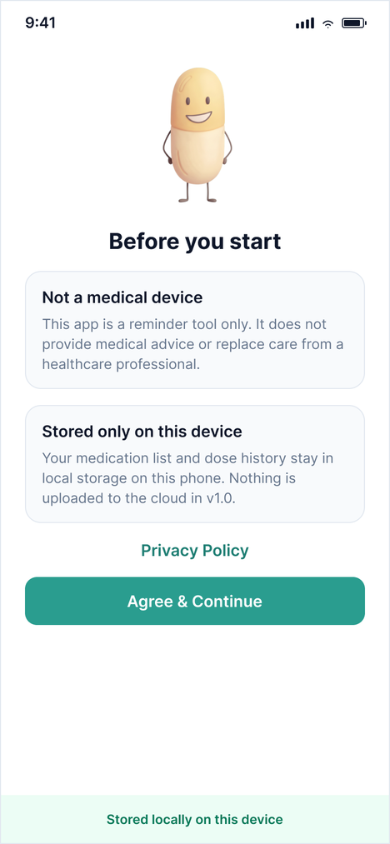 9:41
Before you start
Not a medical device
This app is a reminder tool only. It does not
provide medical advice or replace care from a
healthcare professional.
Stored only on this device
Your medication list and dose history stay in
local storage on this phone. Nothing is
uploaded to the cloud in v1.0.
Privacy Policy
Agree & Continue
Stored locally on this device